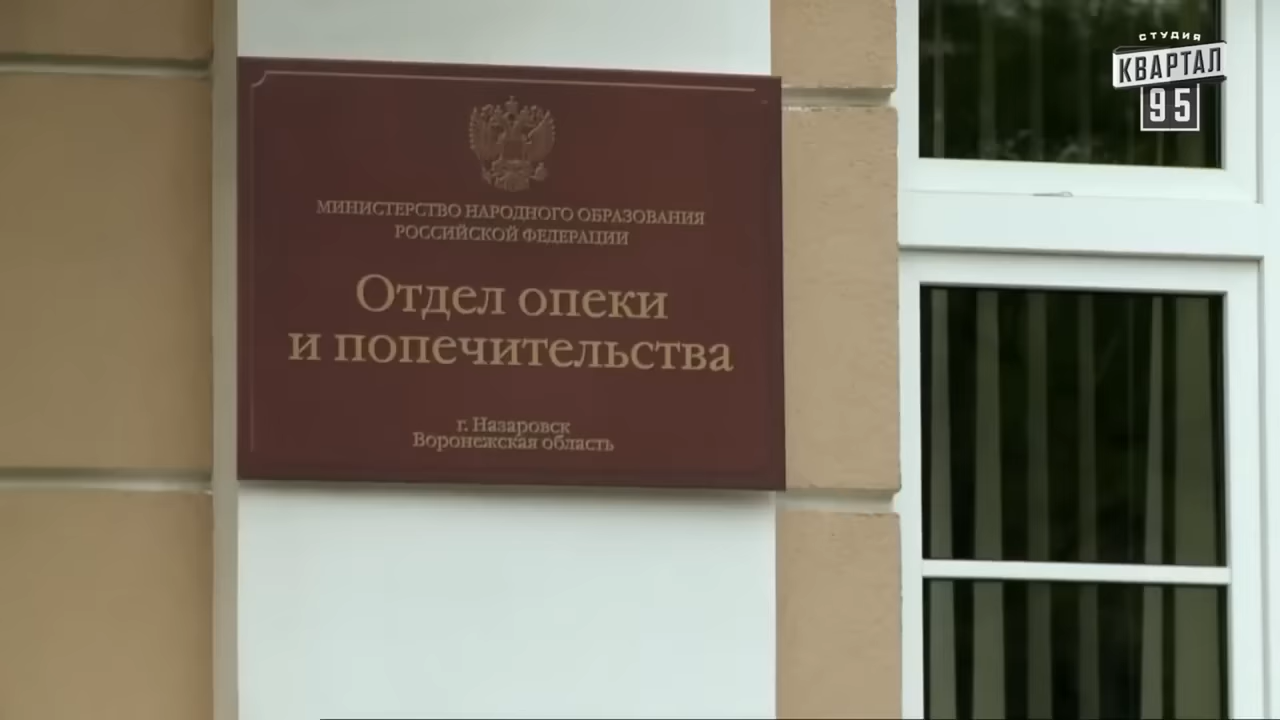 СТУДИЯ
КВАРТАЛ
95
МИНИСТЕРСТВО НАРОДНОГО ОБРАЗОВАНИЯ
РОССИЙСКОЙ ФЕДЕРАЦИИ
Отдел опеки
и попечительства
г. Назаровск
Воронежская область